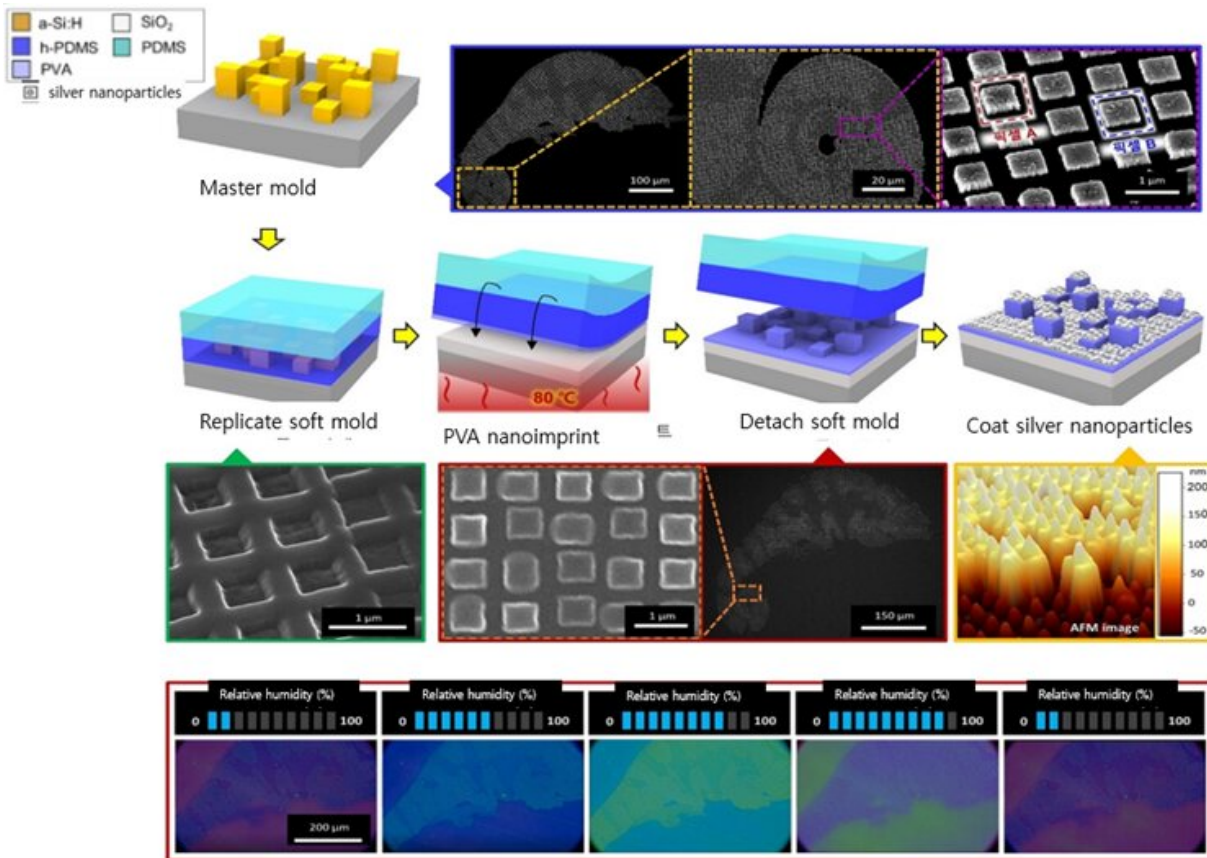 a-Si:H
SiO2
h-PDMS
PDMS
PVA
silver nanoparticles
Master mold
100 μm
20 μm
픽셀 A
픽셀 B
1 μm
80 ℃
Replicate soft mold
PVA nanoimprint
Detach soft mold
Coat silver nanoparticles
1 μm
1 μm
150 μm
AFM image
nm
200
150
100
50
0
-50
Relative humidity (%)
0
100
Relative humidity (%)
0
100
Relative humidity (%)
0
100
Relative humidity (%)
0
100
Relative humidity (%)
0
100
200 μm